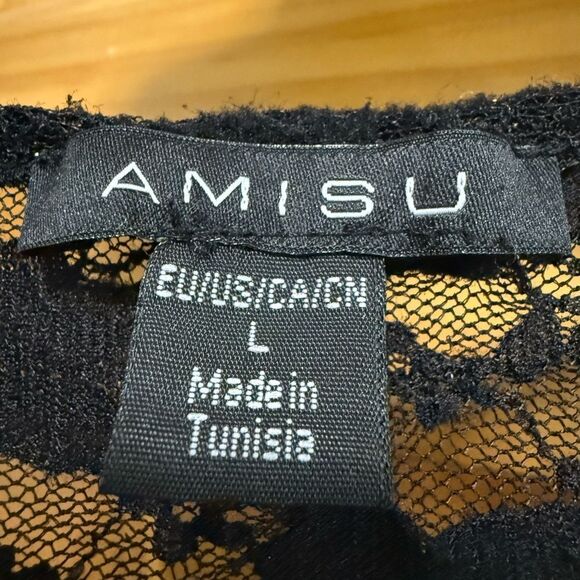 AMISU
EU/US/CA/CN
L
Made in
Tunisia